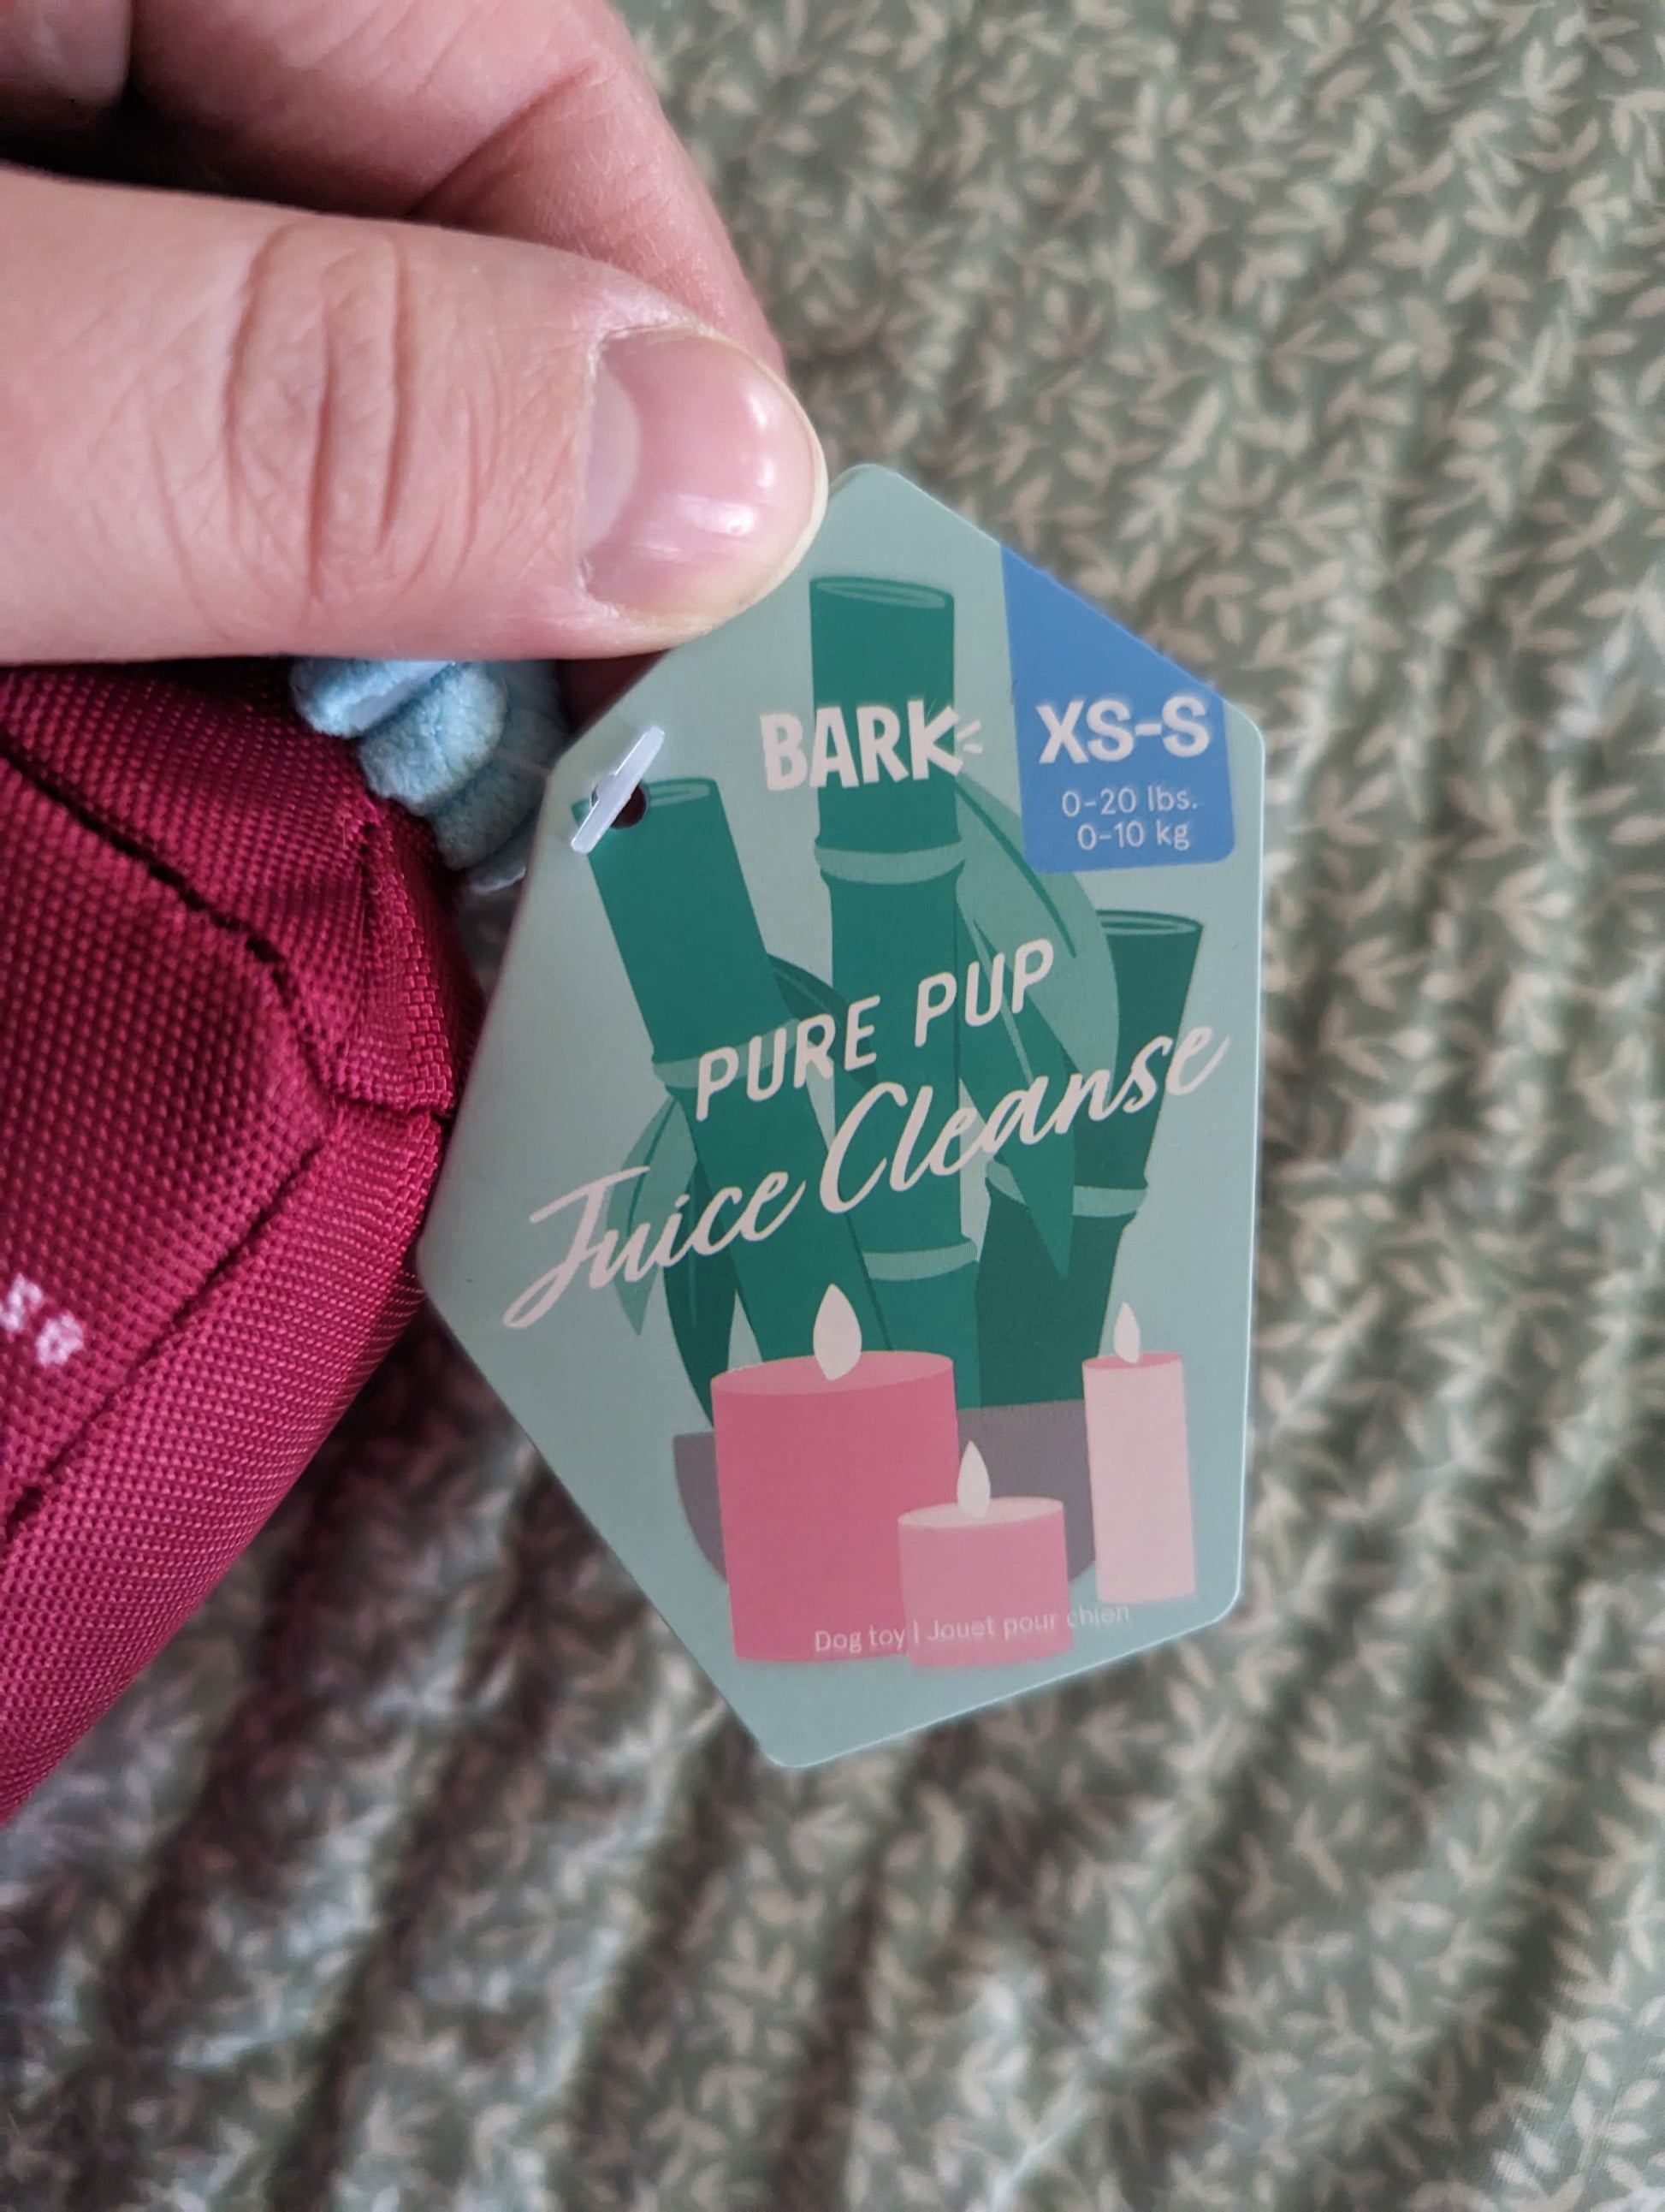 BARK
XS-S
0-20 lbs.
0-10 kg
PURE PUP
Juice Cleanse
Dog toy | Jouet pour chien